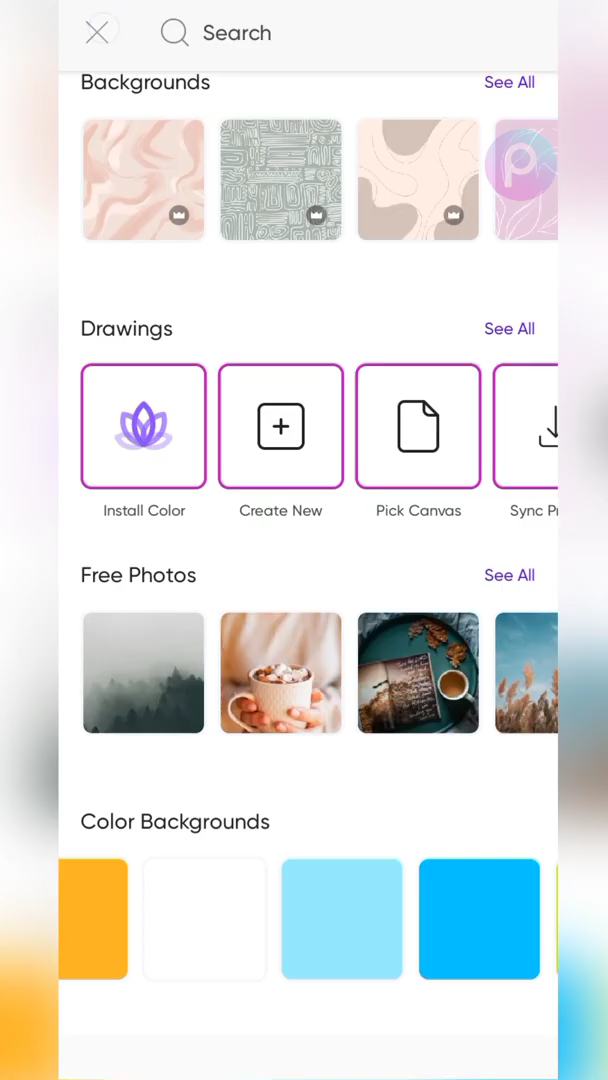 Search
Backgrounds
See All
Drawings
See All
Install Color
Create New
Pick Canvas
Sync
Free Photos
See All
Color Backgrounds